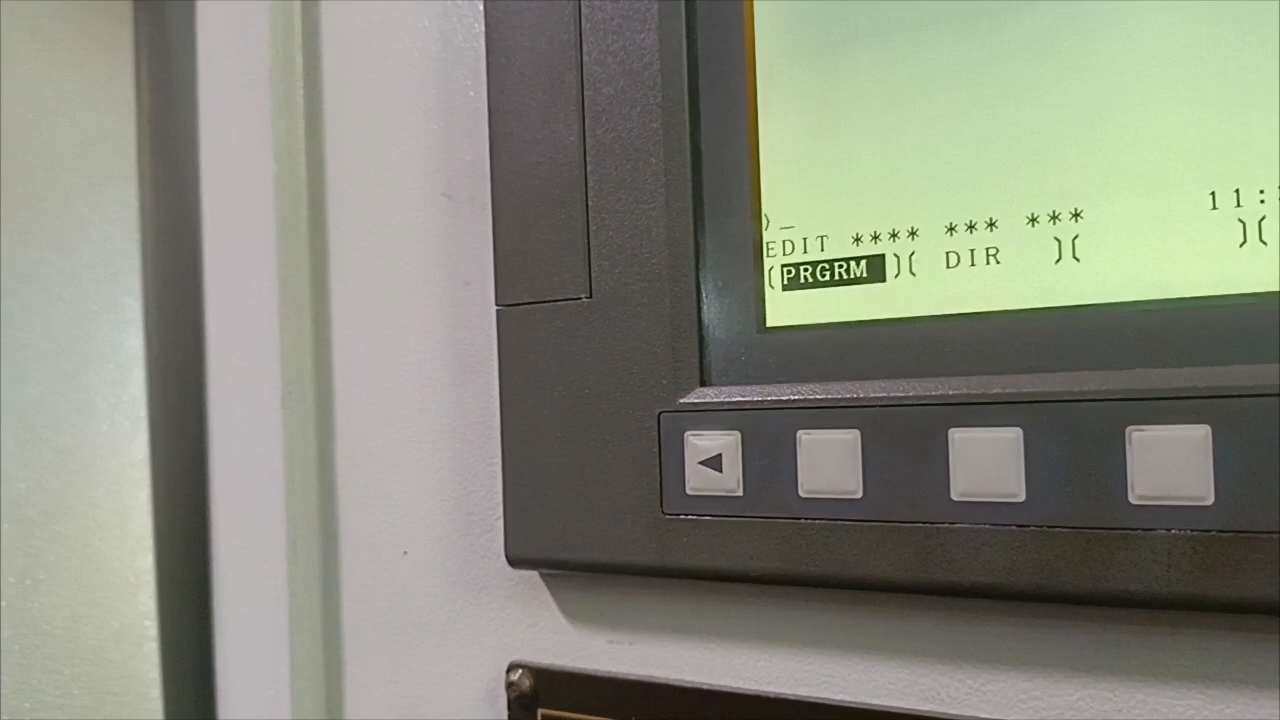 )_
EDIT **** *** *** 11:
(PRGRM )( DIR )( )(